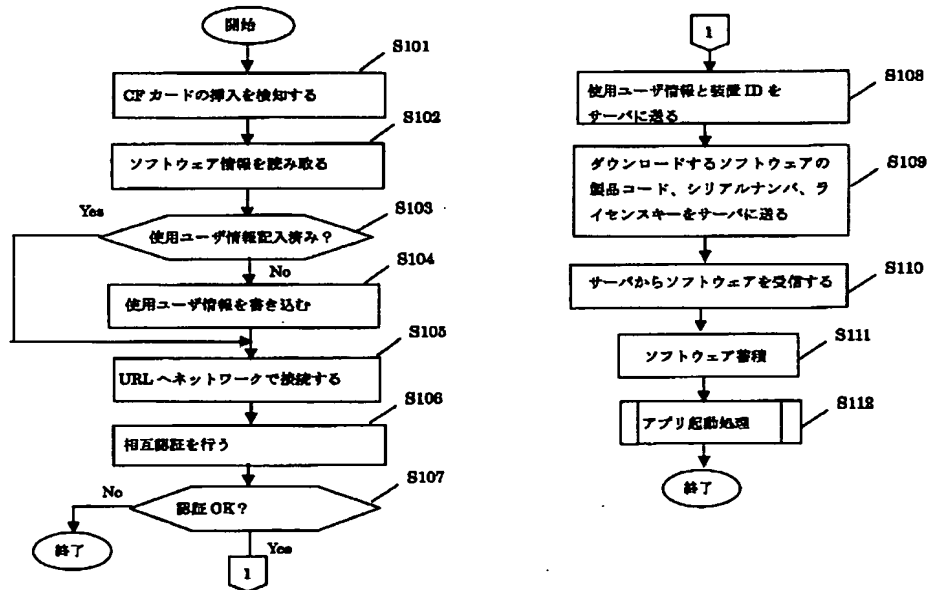 開始
S101
CFカードの挿入を検知する
S102
ソフトウェア情報を読み取る
Yes
S103
使用ユーザ情報記入済み？
No
S104
使用ユーザ情報を書き込む
S105
URLへネットワークで接続する
S106
相互認証を行う
S107
No
認証OK？
終了
Yes
1
1
S108
使用ユーザ情報と装置IDを
サーバに送る
S109
ダウンロードするソフトウェアの
製品コード、シリアルナンバ、ラ
イセンスキーをサーバに送る
S110
サーバからソフトウェアを受信する
S111
ソフトウェア蓄積
S112
アプリ起動処理
終了